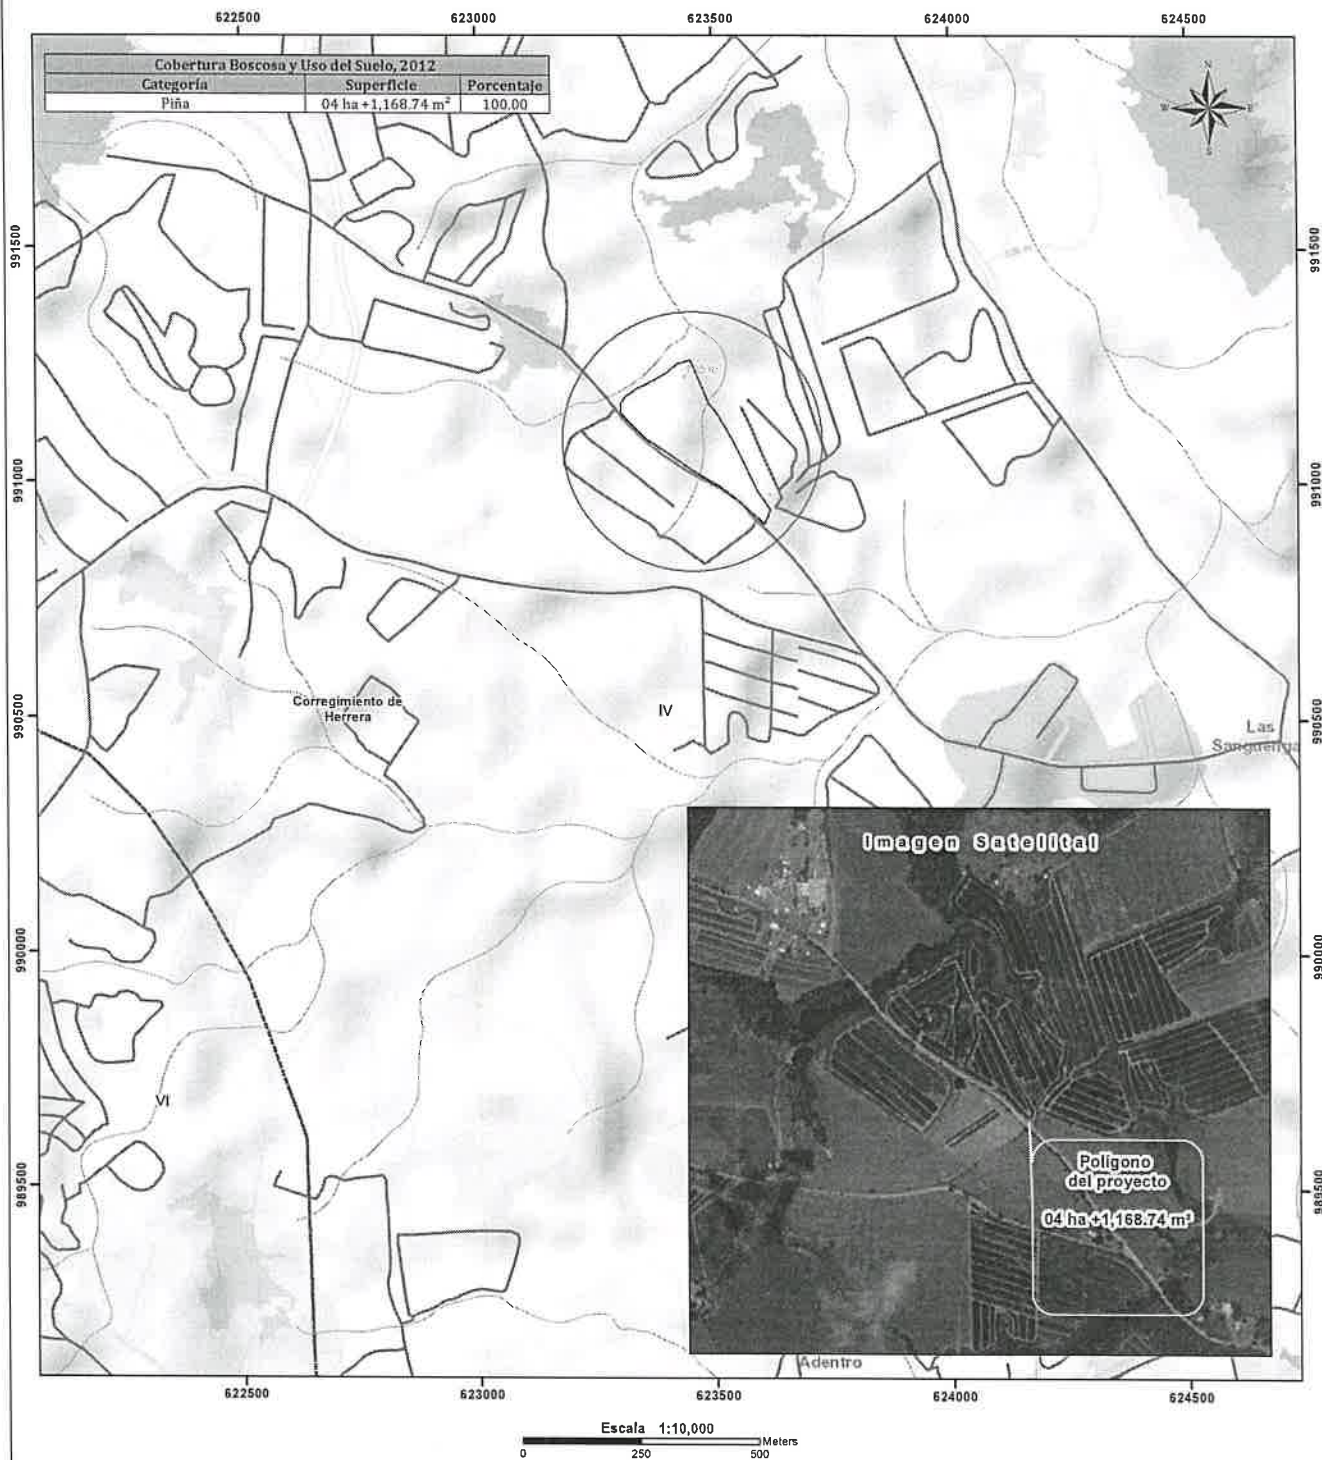 622500 623000 623500 624000 624500
Cobertura Boscosa y Uso del Suelo, 2012
Categoría Superficie Porcentaje
Piña 04 ha + 1,168.74 m² 100.00
N
W E
S
991500 991500
991000 991000
Corregimiento de
Herrera
IV
990500 990500
Las
Imagen Satelital
990000 990000
VI
Polígono
del proyecto
04 ha +1,168.74 m²
989500 989500
Adentro
622500 623000 623500 624000 624500
Escala 1:10,000
Meters
0 250 500